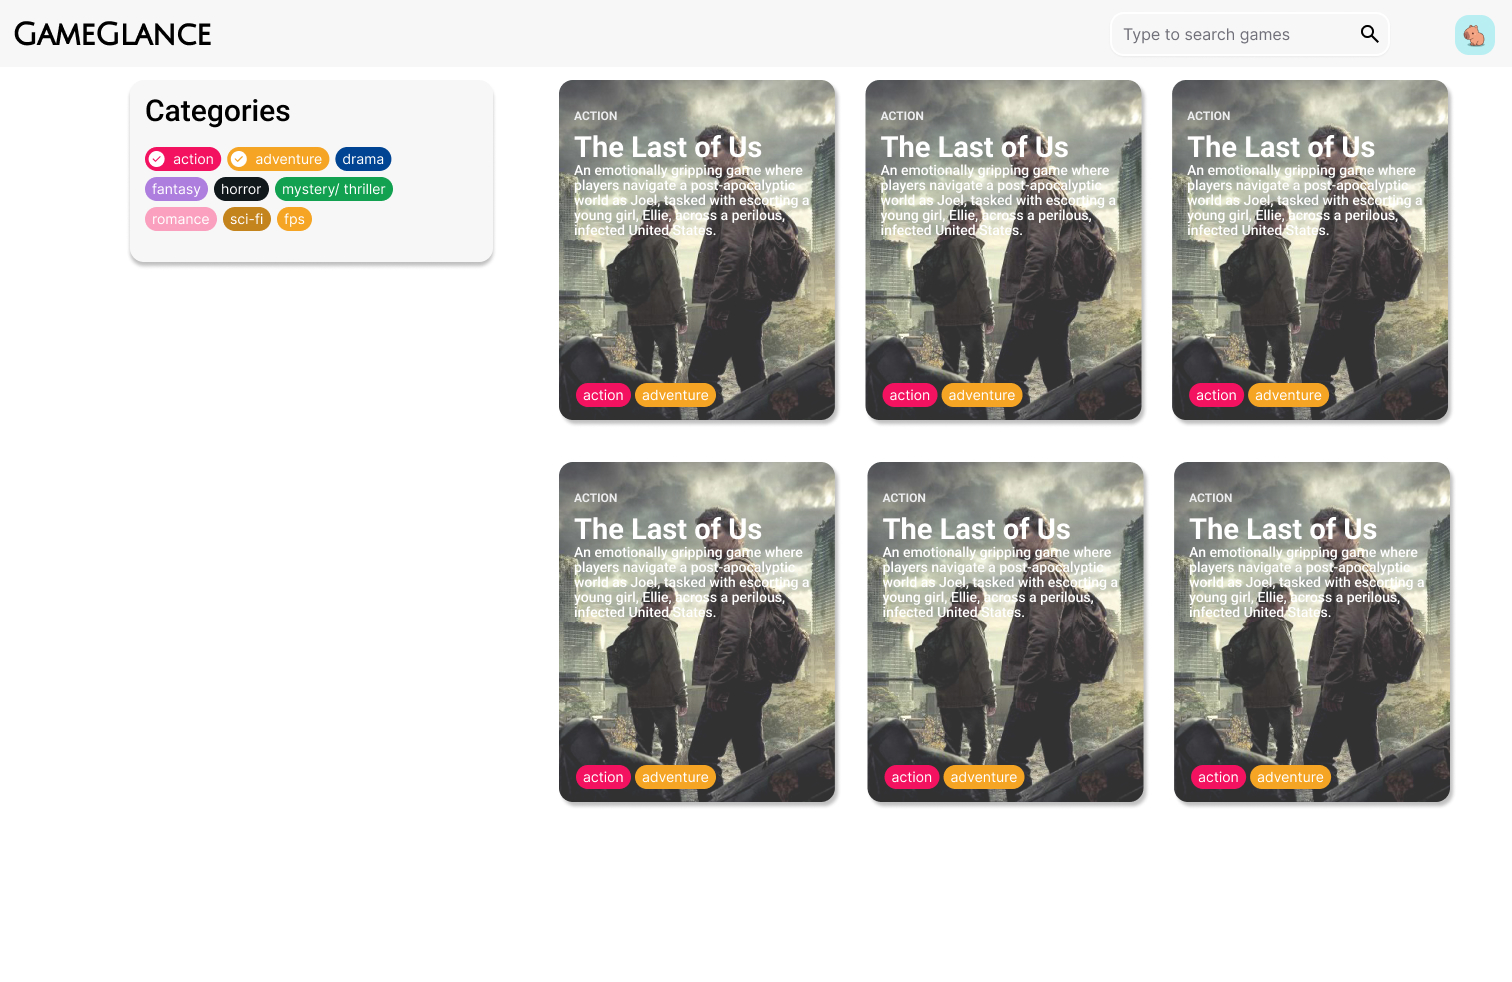 GAMEGLANCE
Type to search games
Categories
action adventure drama
fantasy horror mystery/ thriller
romance sci-fi fps
ACTION
The Last of Us
An emotionally gripping game where
players navigate a post-apocalyptic
world as Joel, tasked with escorting a
young girl, Ellie, across a perilous,
infected United States.
action adventure
ACTION
The Last of Us
An emotionally gripping game where
players navigate a post-apocalyptic
world as Joel, tasked with escorting a
young girl, Ellie, across a perilous,
infected United States.
action adventure
ACTION
The Last of Us
An emotionally gripping game where
players navigate a post-apocalyptic
world as Joel, tasked with escorting a
young girl, Ellie, across a perilous,
infected United States.
action adventure
ACTION
The Last of Us
An emotionally gripping game where
players navigate a post-apocalyptic
world as Joel, tasked with escorting a
young girl, Ellie, across a perilous,
infected United States.
action adventure
ACTION
The Last of Us
An emotionally gripping game where
players navigate a post-apocalyptic
world as Joel, tasked with escorting a
young girl, Ellie, across a perilous,
infected United States.
action adventure
ACTION
The Last of Us
An emotionally gripping game where
players navigate a post-apocalyptic
world as Joel, tasked with escorting a
young girl, Ellie, across a perilous,
infected United States.
action adventure